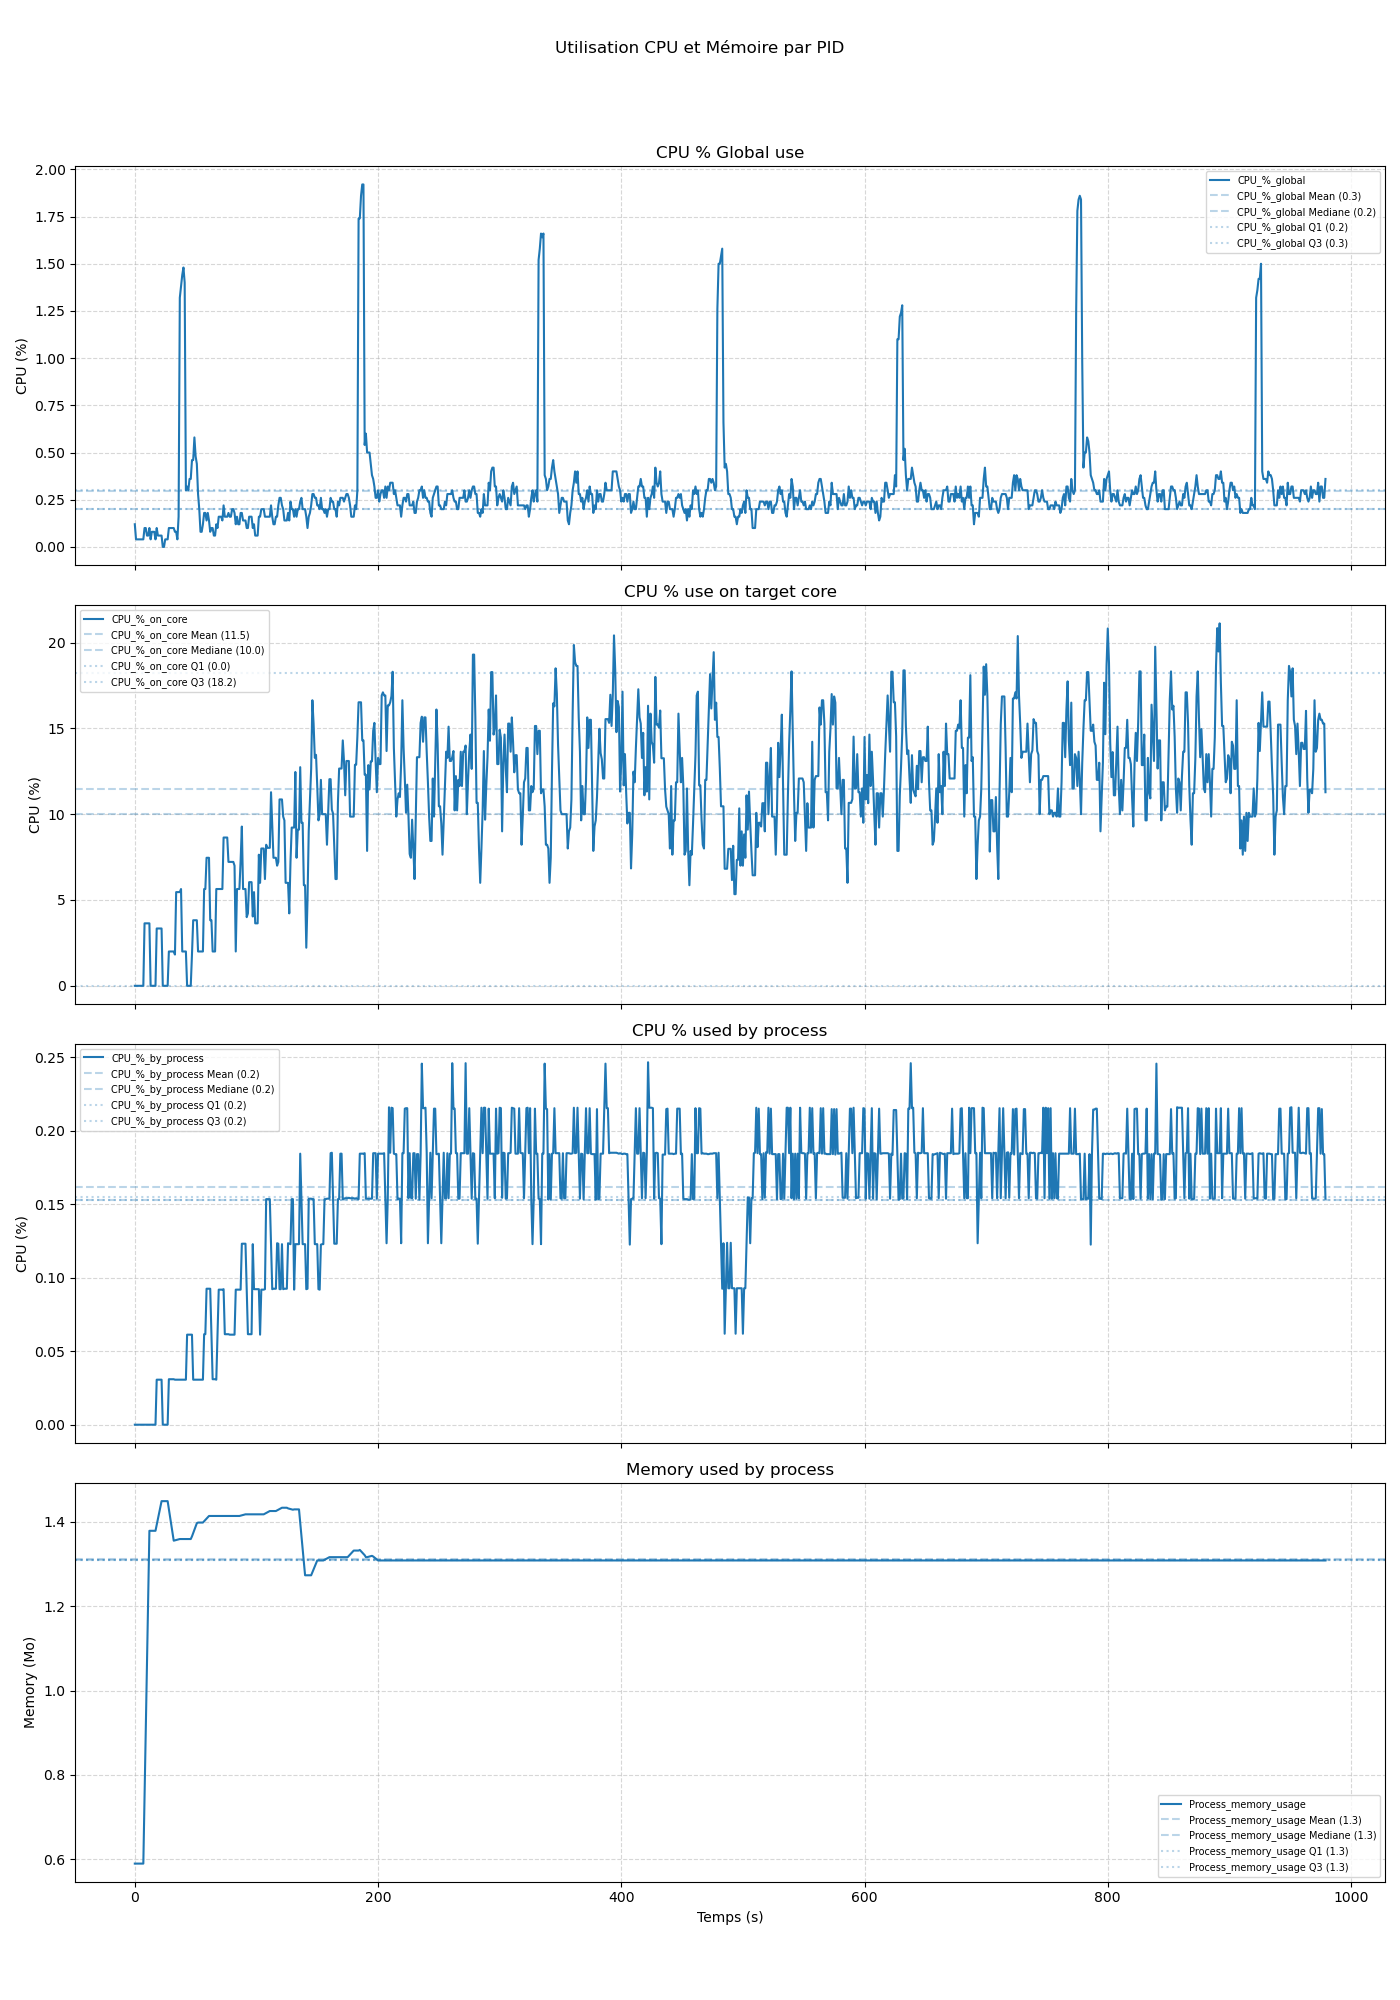 Utilisation CPU et Mémoire par PID
CPU % Global use
2.00
1.75
1.50
1.25
1.00
0.75
0.50
0.25
0.00
CPU (%)
CPU_%_global
CPU_%_global Mean (0.3)
CPU_%_global Mediane (0.2)
CPU_%_global Q1 (0.2)
CPU_%_global Q3 (0.3)
CPU % use on target core
20
15
10
5
0
CPU (%)
CPU_%_on_core
CPU_%_on_core Mean (11.5)
CPU_%_on_core Mediane (10.0)
CPU_%_on_core Q1 (0.0)
CPU_%_on_core Q3 (18.2)
CPU % used by process
0.25
0.20
0.15
0.10
0.05
0.00
CPU (%)
CPU_%_by_process
CPU_%_by_process Mean (0.2)
CPU_%_by_process Mediane (0.2)
CPU_%_by_process Q1 (0.2)
CPU_%_by_process Q3 (0.2)
Memory used by process
1.4
1.2
1.0
0.8
0.6
Memory (Mo)
Process_memory_usage
Process_memory_usage Mean (1.3)
Process_memory_usage Mediane (1.3)
Process_memory_usage Q1 (1.3)
Process_memory_usage Q3 (1.3)
0 200 400 600 800 1000
Temps (s)